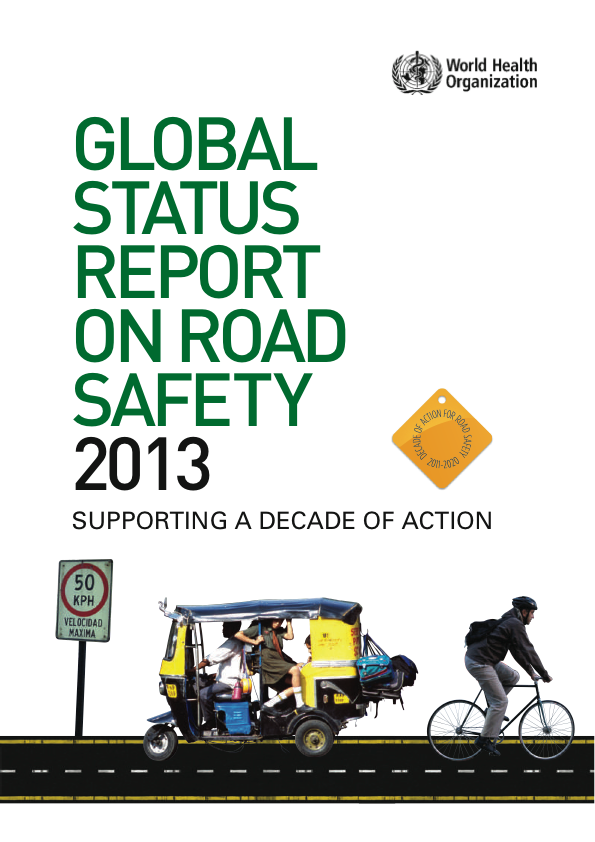 World Health
Organization
GLOBAL
STATUS
REPORT
ON ROAD
SAFETY
2013
DECADE OF ACTION FOR ROAD SAFETY
2011-2020
SUPPORTING A DECADE OF ACTION
50
KPH
VELOCIDAD
MAXIMA